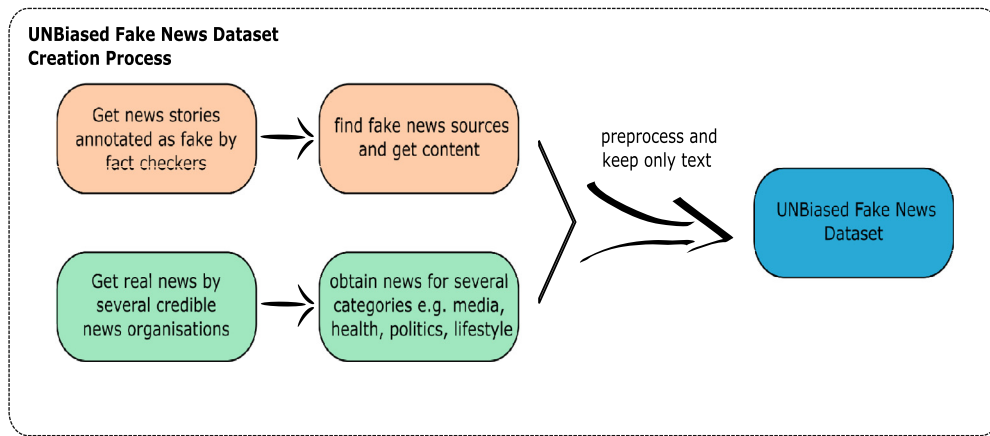 UNBiased Fake News Dataset
Creation Process
Get news stories
annotated as fake by
fact checkers
find fake news sources
and get content
preprocess and
keep only text
UNBiased Fake News
Dataset
Get real news by
several credible
news organisations
obtain news for several
categories e.g. media,
health, politics, lifestyle